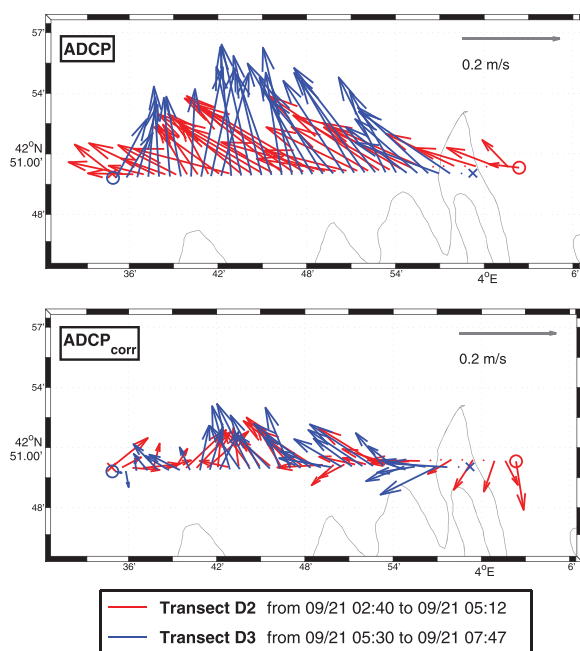 57'
ADCP
0.2 m/s
54'
42°N
51.00'
48'
36'
42'
48'
54'
4°E
6'
57'
ADCPcorr
0.2 m/s
54'
42°N
51.00'
48'
36'
42'
48'
54'
4°E
6'
Transect D2 from 09/21 02:40 to 09/21 05:12
Transect D3 from 09/21 05:30 to 09/21 07:47